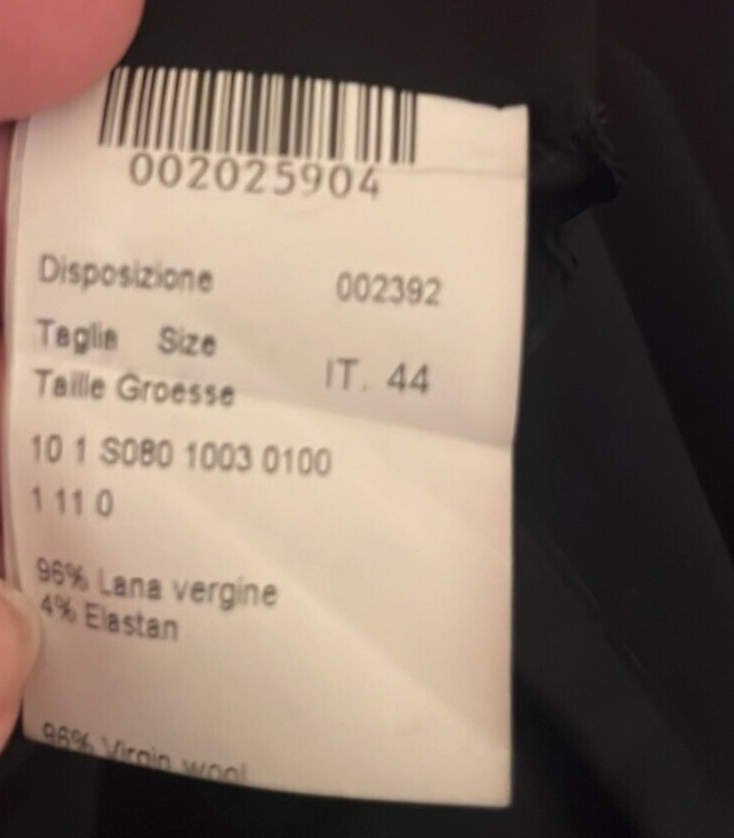 002025904
Disposizione 002392
Taglia Size
IT. 44
Taille Groesse
10 1 S080 1003 0100
1 11 0
96% Lana vergine
4% Elastan
96% Virgin wool